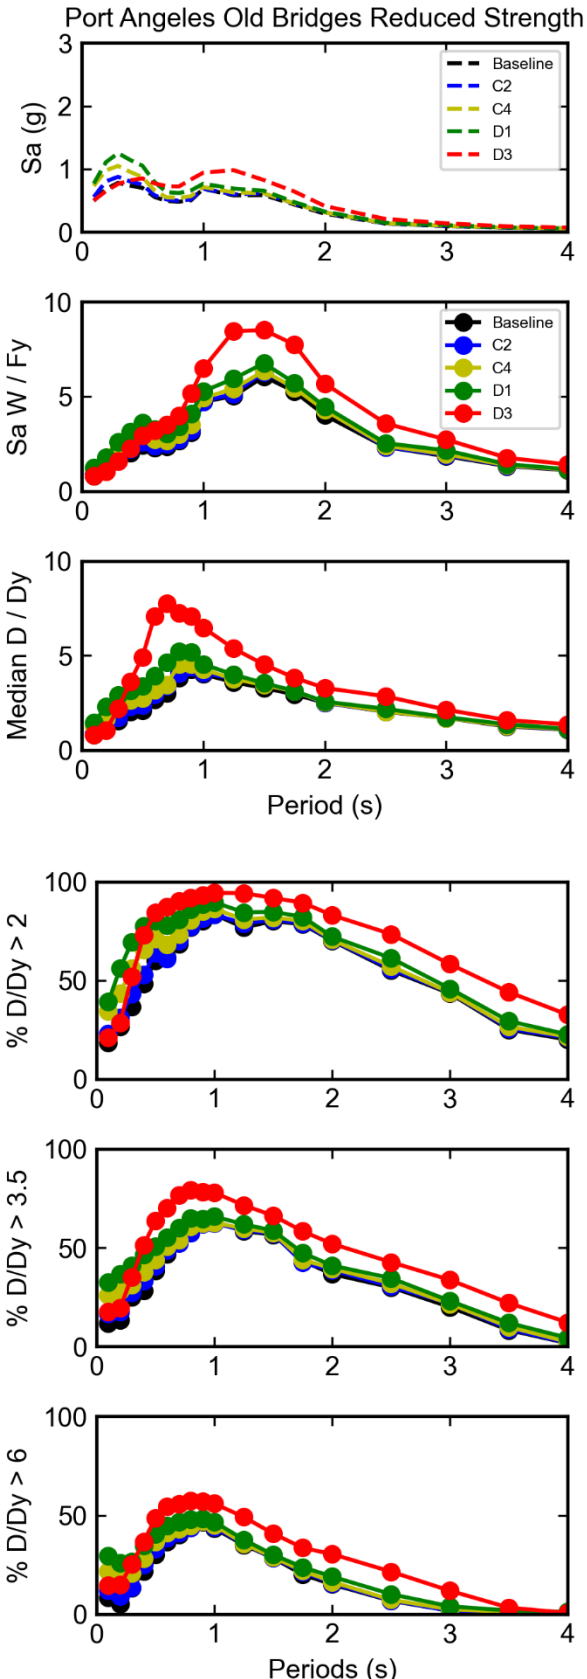 Port Angeles Old Bridges Reduced Strength
3
2
1
0
Sa (g)
Baseline
C2
C4
D1
D3
0 1 2 3 4
10
5
0
Sa W / Fy
Baseline
C2
C4
D1
D3
0 1 2 3 4
10
5
0
Median D / Dy
0 1 2 3 4
Period (s)
100
50
0
% D/Dy > 2
0 1 2 3 4
100
50
0
% D/Dy > 3.5
0 1 2 3 4
100
50
0
% D/Dy > 6
0 1 2 3 4
Periods (s)